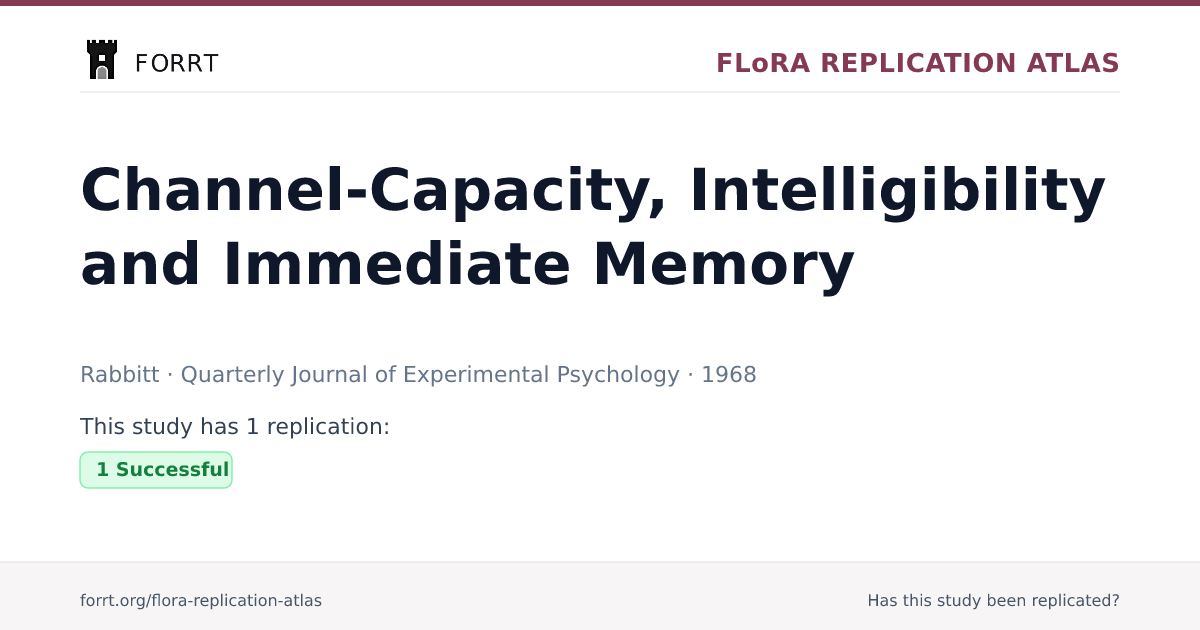 FORRT
FLoRA REPLICATION ATLAS
Channel-Capacity, Intelligibility
and Immediate Memory
Rabbitt · Quarterly Journal of Experimental Psychology · 1968
This study has 1 replication:
1 Successful
forrt.org/flora-replication-atlas
Has this study been replicated?